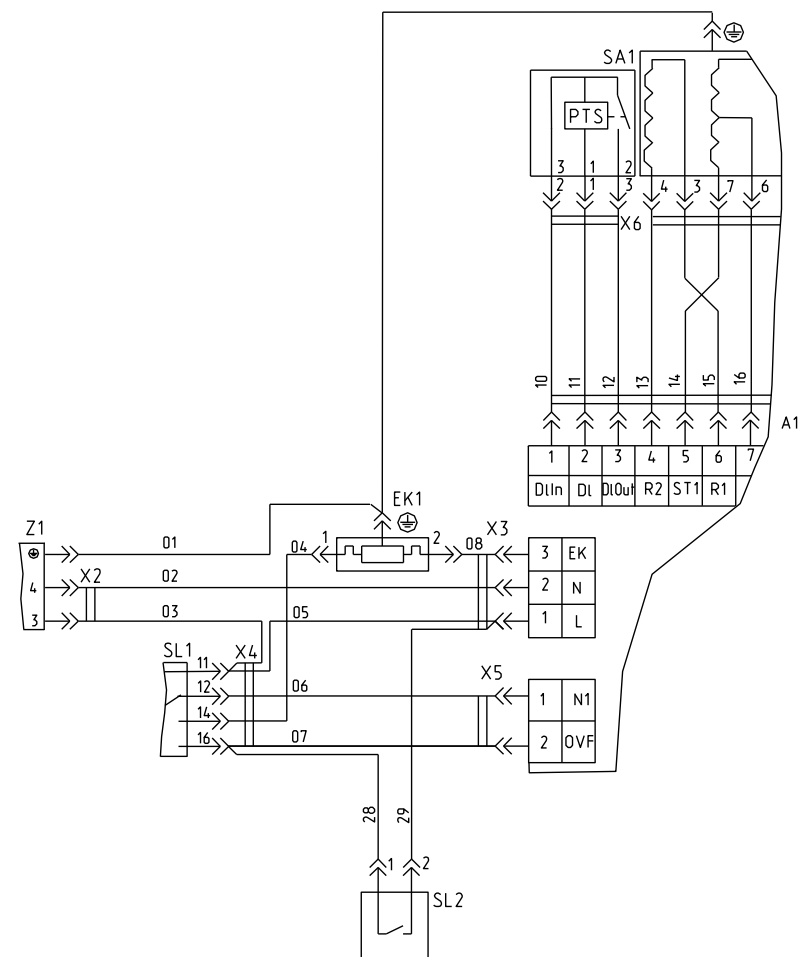 SA1
PTS
3 1 2
2 1 3 4 3 7 6
X6
10 11 12 13 14 15 16
A1
1 2 3 4 5 6 7
DlIn Dl DlOut R2 ST1 R1
EK1
Z1
01
04 1 2 08
X3
3 EK
X2
4
02
2 N
3
03
05
1 L
SL1
11
X4
12
06
X5
1 N1
14
16
07
2 OVF
28 29
1 2
SL2